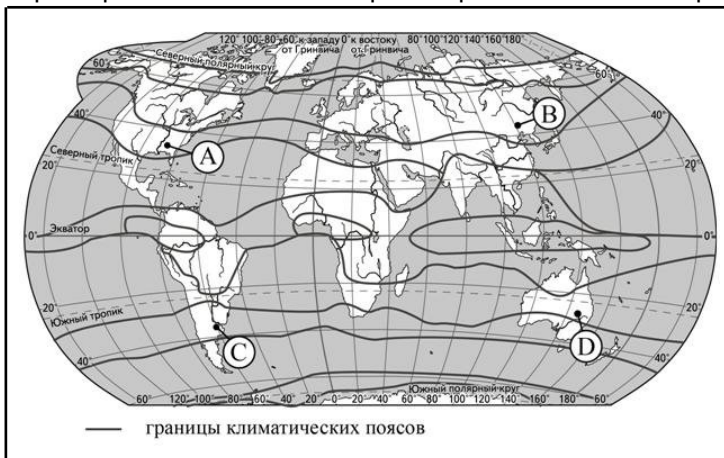 120° 100°-80°-60° к западу 0° к востоку 60° 80° 100° 120°140°160°180°
от Гринвича от Гринвича
Северный полярный круг
60° 60°
40° 40°
B
A
20° 20°
Северный тропик
Экватор
0° 0°
20° 20°
Южный тропик
C
D
40° 40°
Южный полярный круг
60° 120° 100° 80° 60° 40° 20° 0 20° 40° 60° 80° 100° 120° 140° 160° 180° 60°
границы климатических поясов